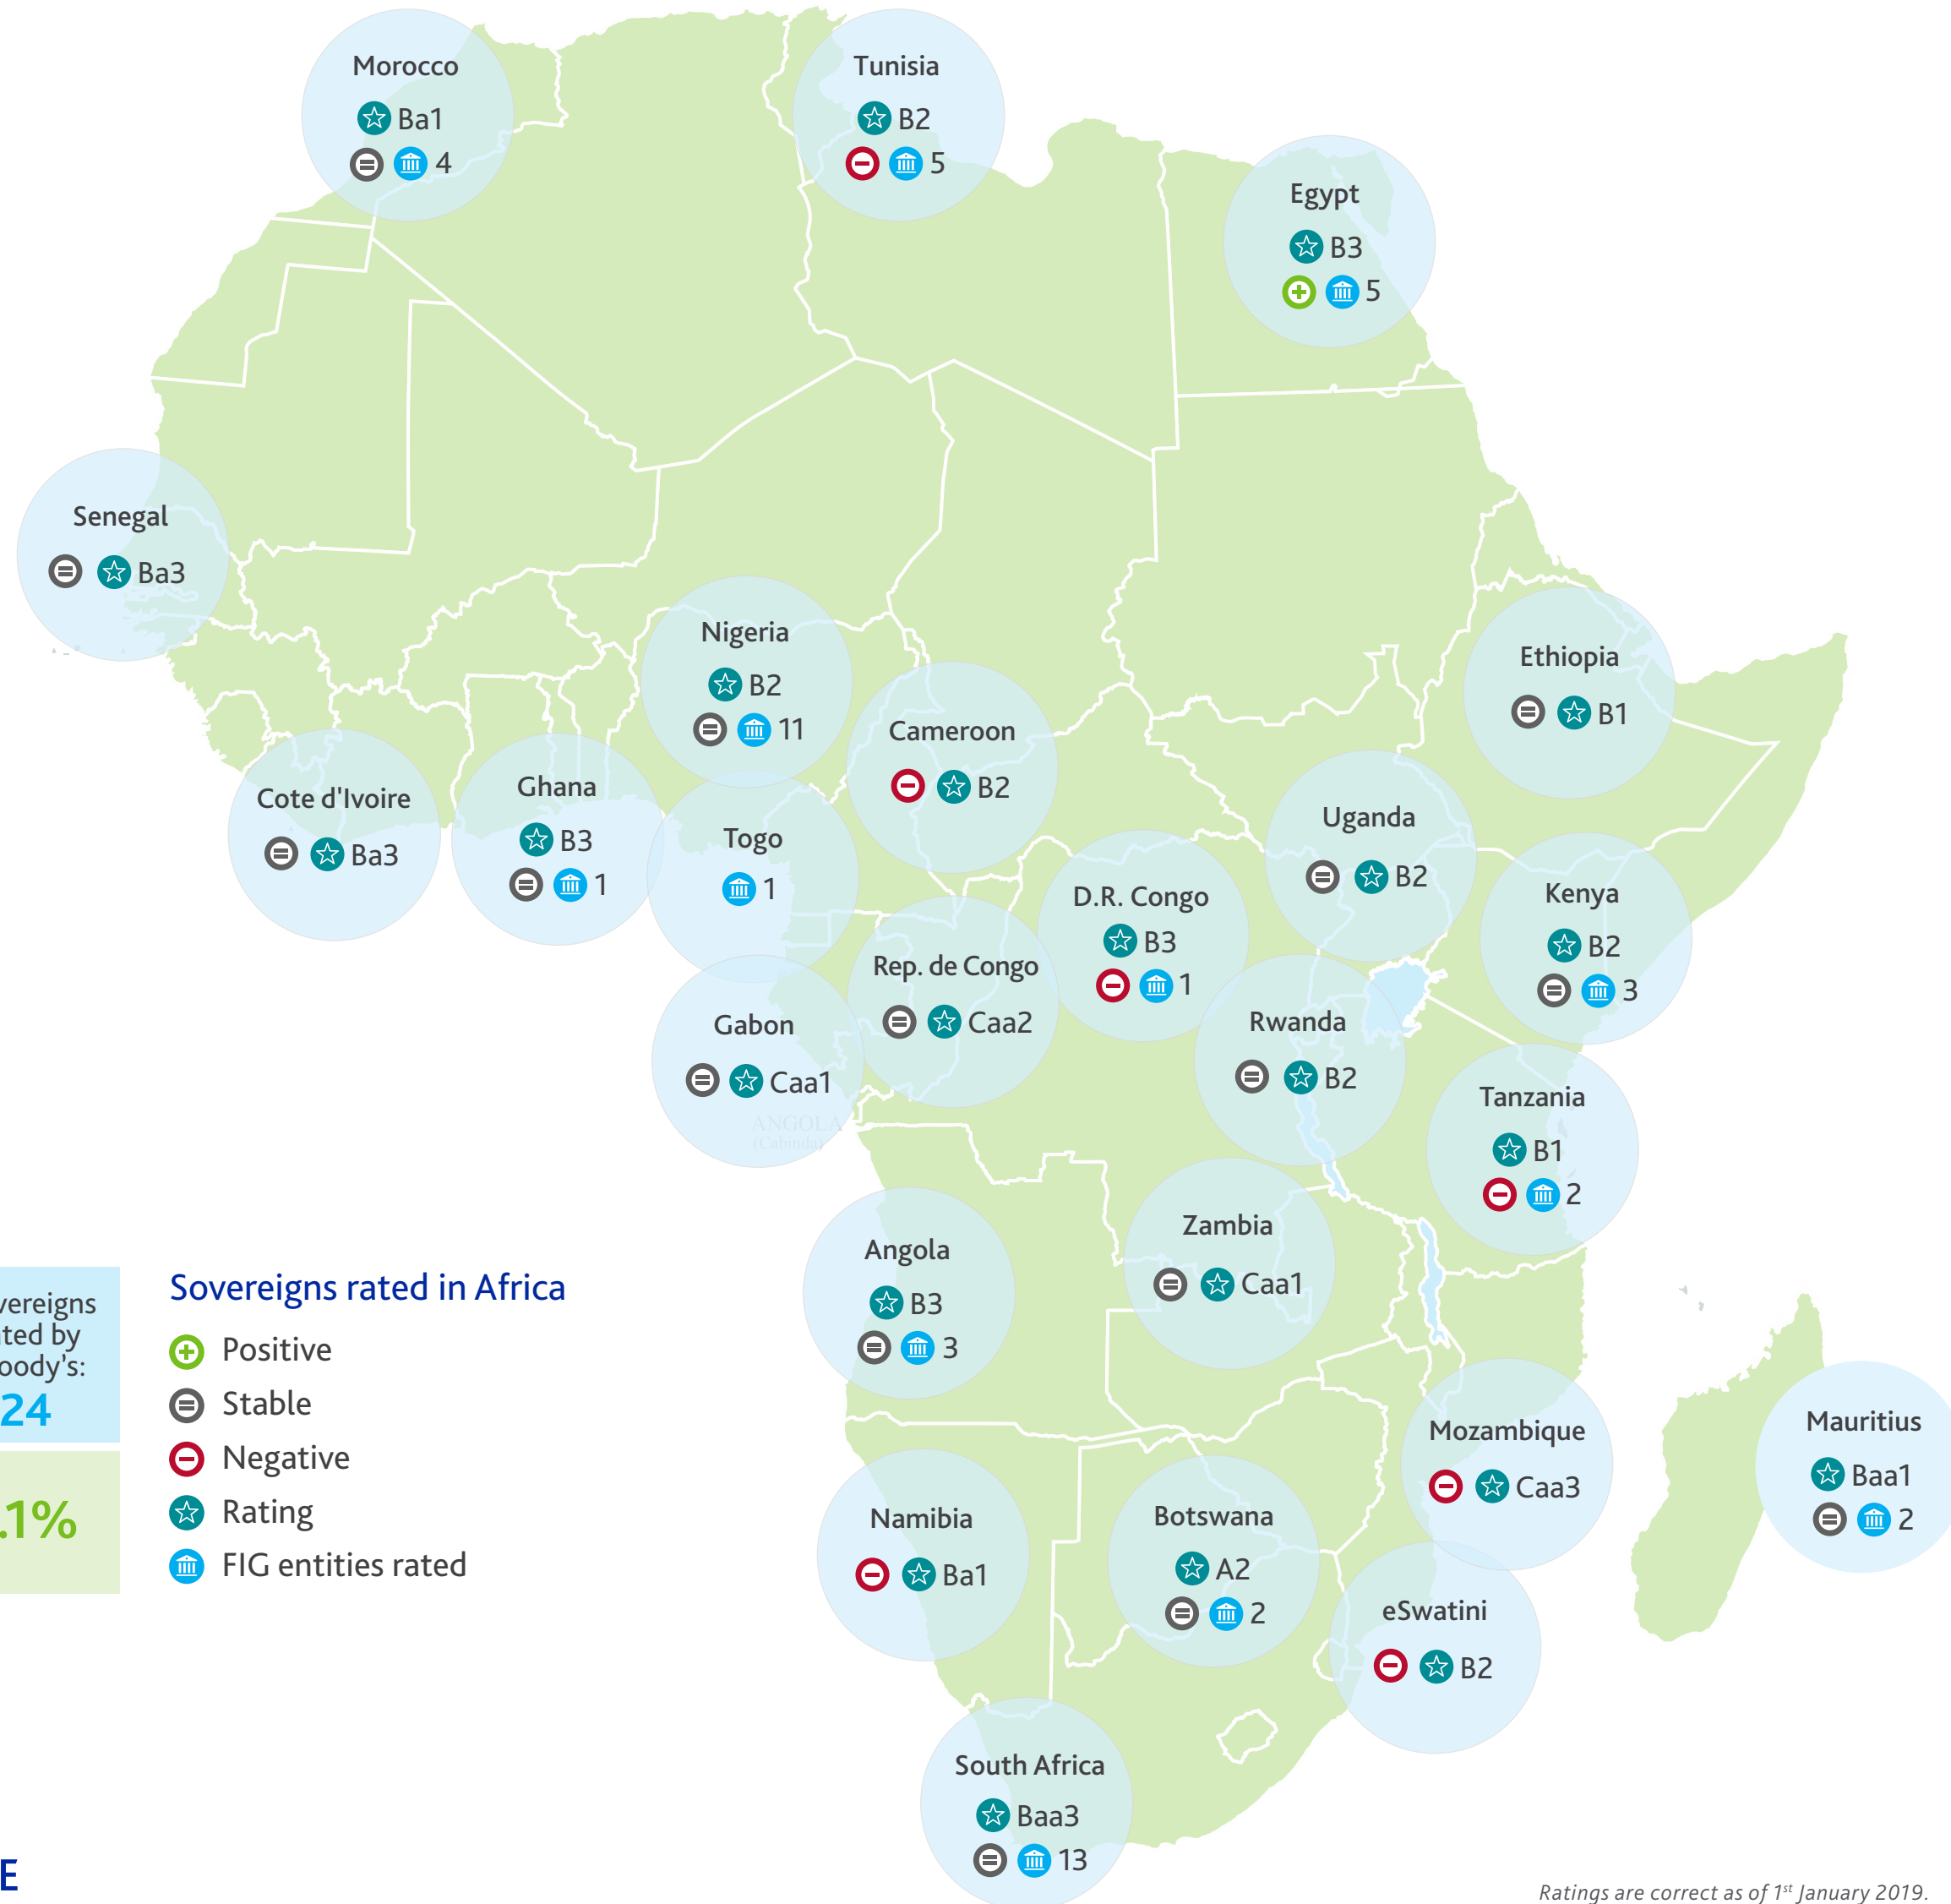 Morocco
Ba1
4
Tunisia
B2
5
Egypt
B3
5
Senegal
Ba3
Nigeria
B2
11
Cameroon
B2
Ethiopia
B1
Cote d'Ivoire
Ba3
Ghana
B3
1
Togo
1
Uganda
B2
D.R. Congo
B3
1
Kenya
B2
3
Rep. de Congo
Caa2
Gabon
Caa1
Rwanda
B2
ANGOLA
(Cabinda)
Tanzania
B1
2
Angola
B3
3
Zambia
Caa1
Mozambique
Caa3
Mauritius
Baa1
2
Namibia
Ba1
Botswana
A2
2
eSwatini
B2
South Africa
Baa3
13
vereigns
ted by
oody's:
24
.1%
Sovereigns rated in Africa
Positive
Stable
Negative
Rating
FIG entities rated
E
Ratings are correct as of 1st January 2019.